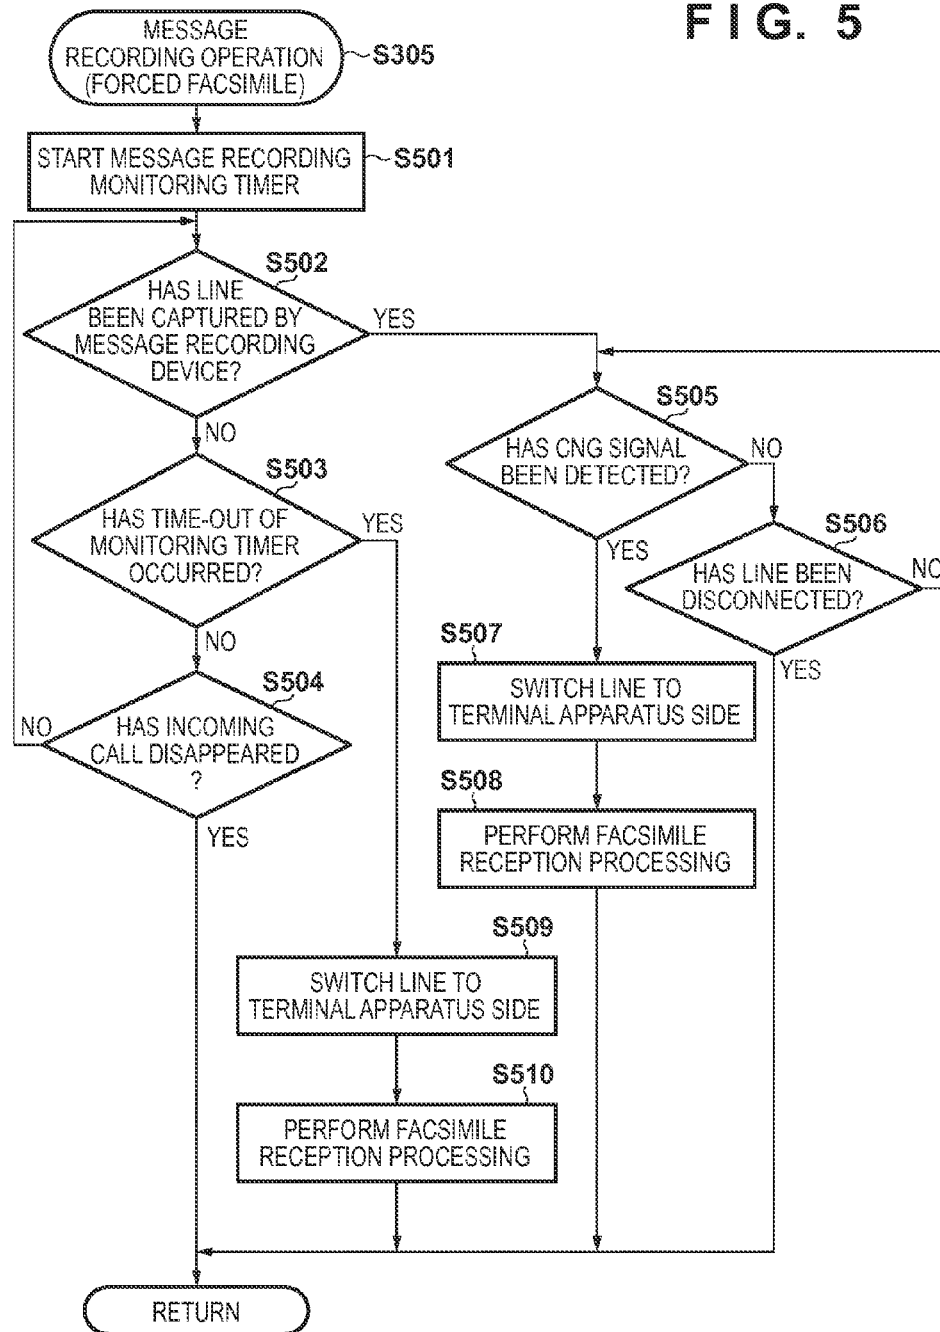 FIG. 5
MESSAGE
RECORDING OPERATION
(FORCED FACSIMILE)
S305
START MESSAGE RECORDING
MONITORING TIMER
S501
S502
HAS LINE
BEEN CAPTURED BY
MESSAGE RECORDING
DEVICE?
YES
NO
S503
HAS TIME-OUT OF
MONITORING TIMER
OCCURRED?
YES
NO
S504
HAS INCOMING
CALL DISAPPEARED
?
NO
YES
S505
HAS CNG SIGNAL
BEEN DETECTED?
NO
YES
S506
HAS LINE BEEN
DISCONNECTED?
NO
YES
S507
SWITCH LINE TO
TERMINAL APPARATUS SIDE
S508
PERFORM FACSIMILE
RECEPTION PROCESSING
S509
SWITCH LINE TO
TERMINAL APPARATUS SIDE
S510
PERFORM FACSIMILE
RECEPTION PROCESSING
RETURN